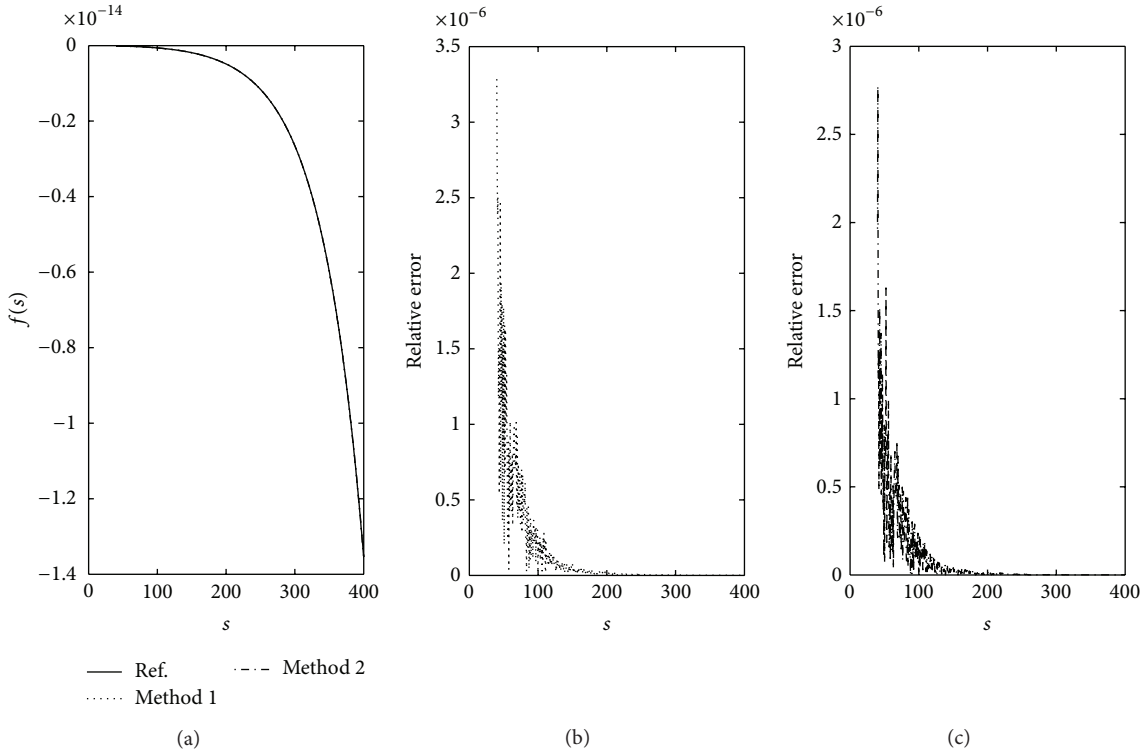 ×10−14
0
−0.2
−0.4
−0.6
−0.8
−1
−1.2
−1.4
f(s)
0 100 200 300 400
s
Ref.
Method 1
Method 2
(a)
×10−6
3.5
3
2.5
2
1.5
1
0.5
0
Relative error
0 100 200 300 400
s
(b)
×10−6
3
2.5
2
1.5
1
0.5
0
Relative error
0 100 200 300 400
s
(c)